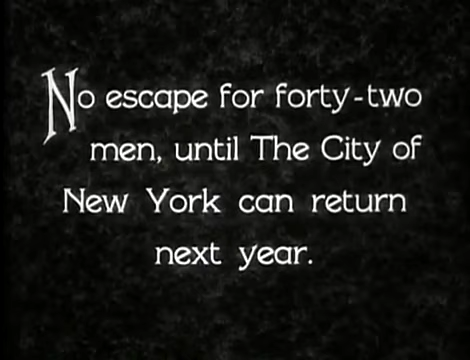 No escape for forty-two
men, until The City of
New York can return
next year.